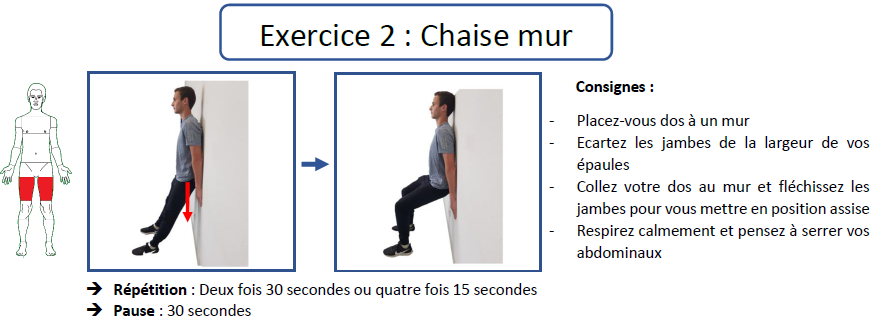 Exercice 2 : Chaise mur
Consignes :
- Placez-vous dos à un mur
- Ecartez les jambes de la largeur de vos
épaules
- Collez votre dos au mur et fléchissez les
jambes pour vous mettre en position assise
- Respirez calmement et pensez à serrer vos
abdominaux
➔ Répétition : Deux fois 30 secondes ou quatre fois 15 secondes
➔ Pause : 30 secondes